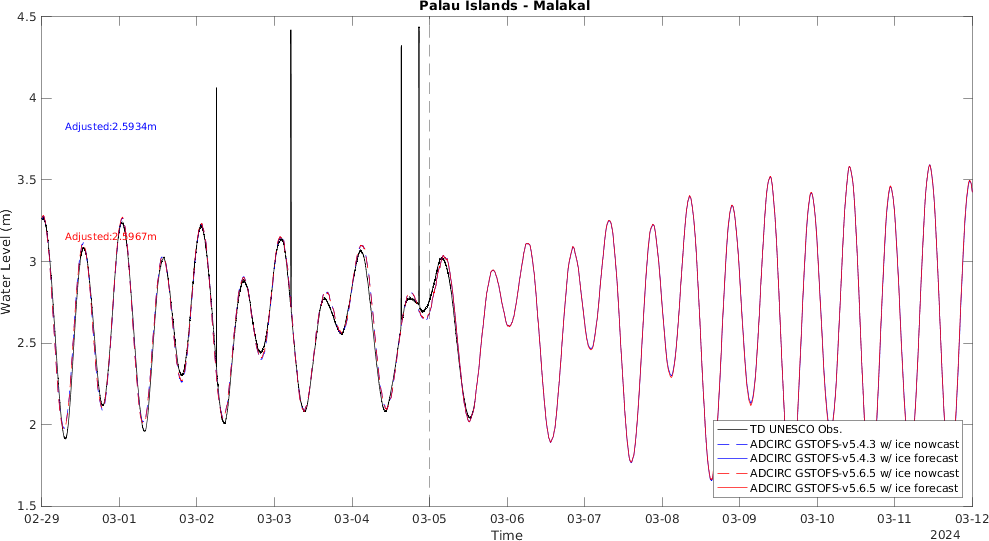 Palau Islands - Malakal
4.5
4
3.5
3
2.5
2
1.5
Water Level (m)
Adjusted:2.5934m
Adjusted:2.5967m
TD UNESCO Obs.
ADCIRC GSTOFS-v5.4.3 w/ ice nowcast
ADCIRC GSTOFS-v5.4.3 w/ ice forecast
ADCIRC GSTOFS-v5.6.5 w/ ice nowcast
ADCIRC GSTOFS-v5.6.5 w/ ice forecast
02-29 03-01 03-02 03-03 03-04 03-05 03-06 03-07 03-08 03-09 03-10 03-11 03-12
Time
2024